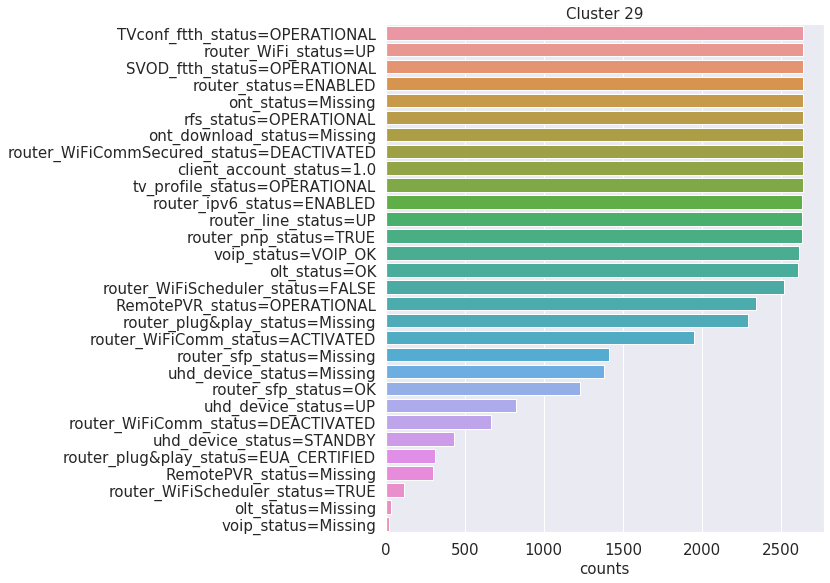 Cluster 29
TVconf_ftth_status=OPERATIONAL
router_WiFi_status=UP
SVOD_ftth_status=OPERATIONAL
router_status=ENABLED
ont_status=Missing
rfs_status=OPERATIONAL
ont_download_status=Missing
router_WiFiCommSecured_status=DEACTIVATED
client_account_status=1.0
tv_profile_status=OPERATIONAL
router_ipv6_status=ENABLED
router_line_status=UP
router_pnp_status=TRUE
voip_status=VOIP_OK
olt_status=OK
router_WiFiScheduler_status=FALSE
RemotePVR_status=OPERATIONAL
router_plug&play_status=Missing
router_WiFiComm_status=ACTIVATED
router_sfp_status=Missing
uhd_device_status=Missing
router_sfp_status=OK
uhd_device_status=UP
router_WiFiComm_status=DEACTIVATED
uhd_device_status=STANDBY
router_plug&play_status=EUA_CERTIFIED
RemotePVR_status=Missing
router_WiFiScheduler_status=TRUE
olt_status=Missing
voip_status=Missing
0 500 1000 1500 2000 2500
counts